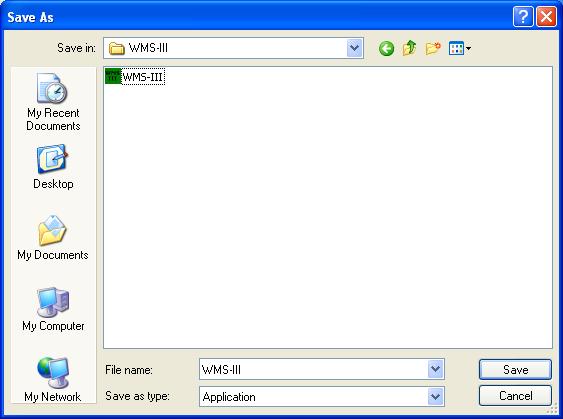 Save As
Save in: WMS-III
WMS-III
My Recent
Documents
Desktop
My Documents
My Computer
My Network
File name: WMS-III Save
Save as type: Application Cancel